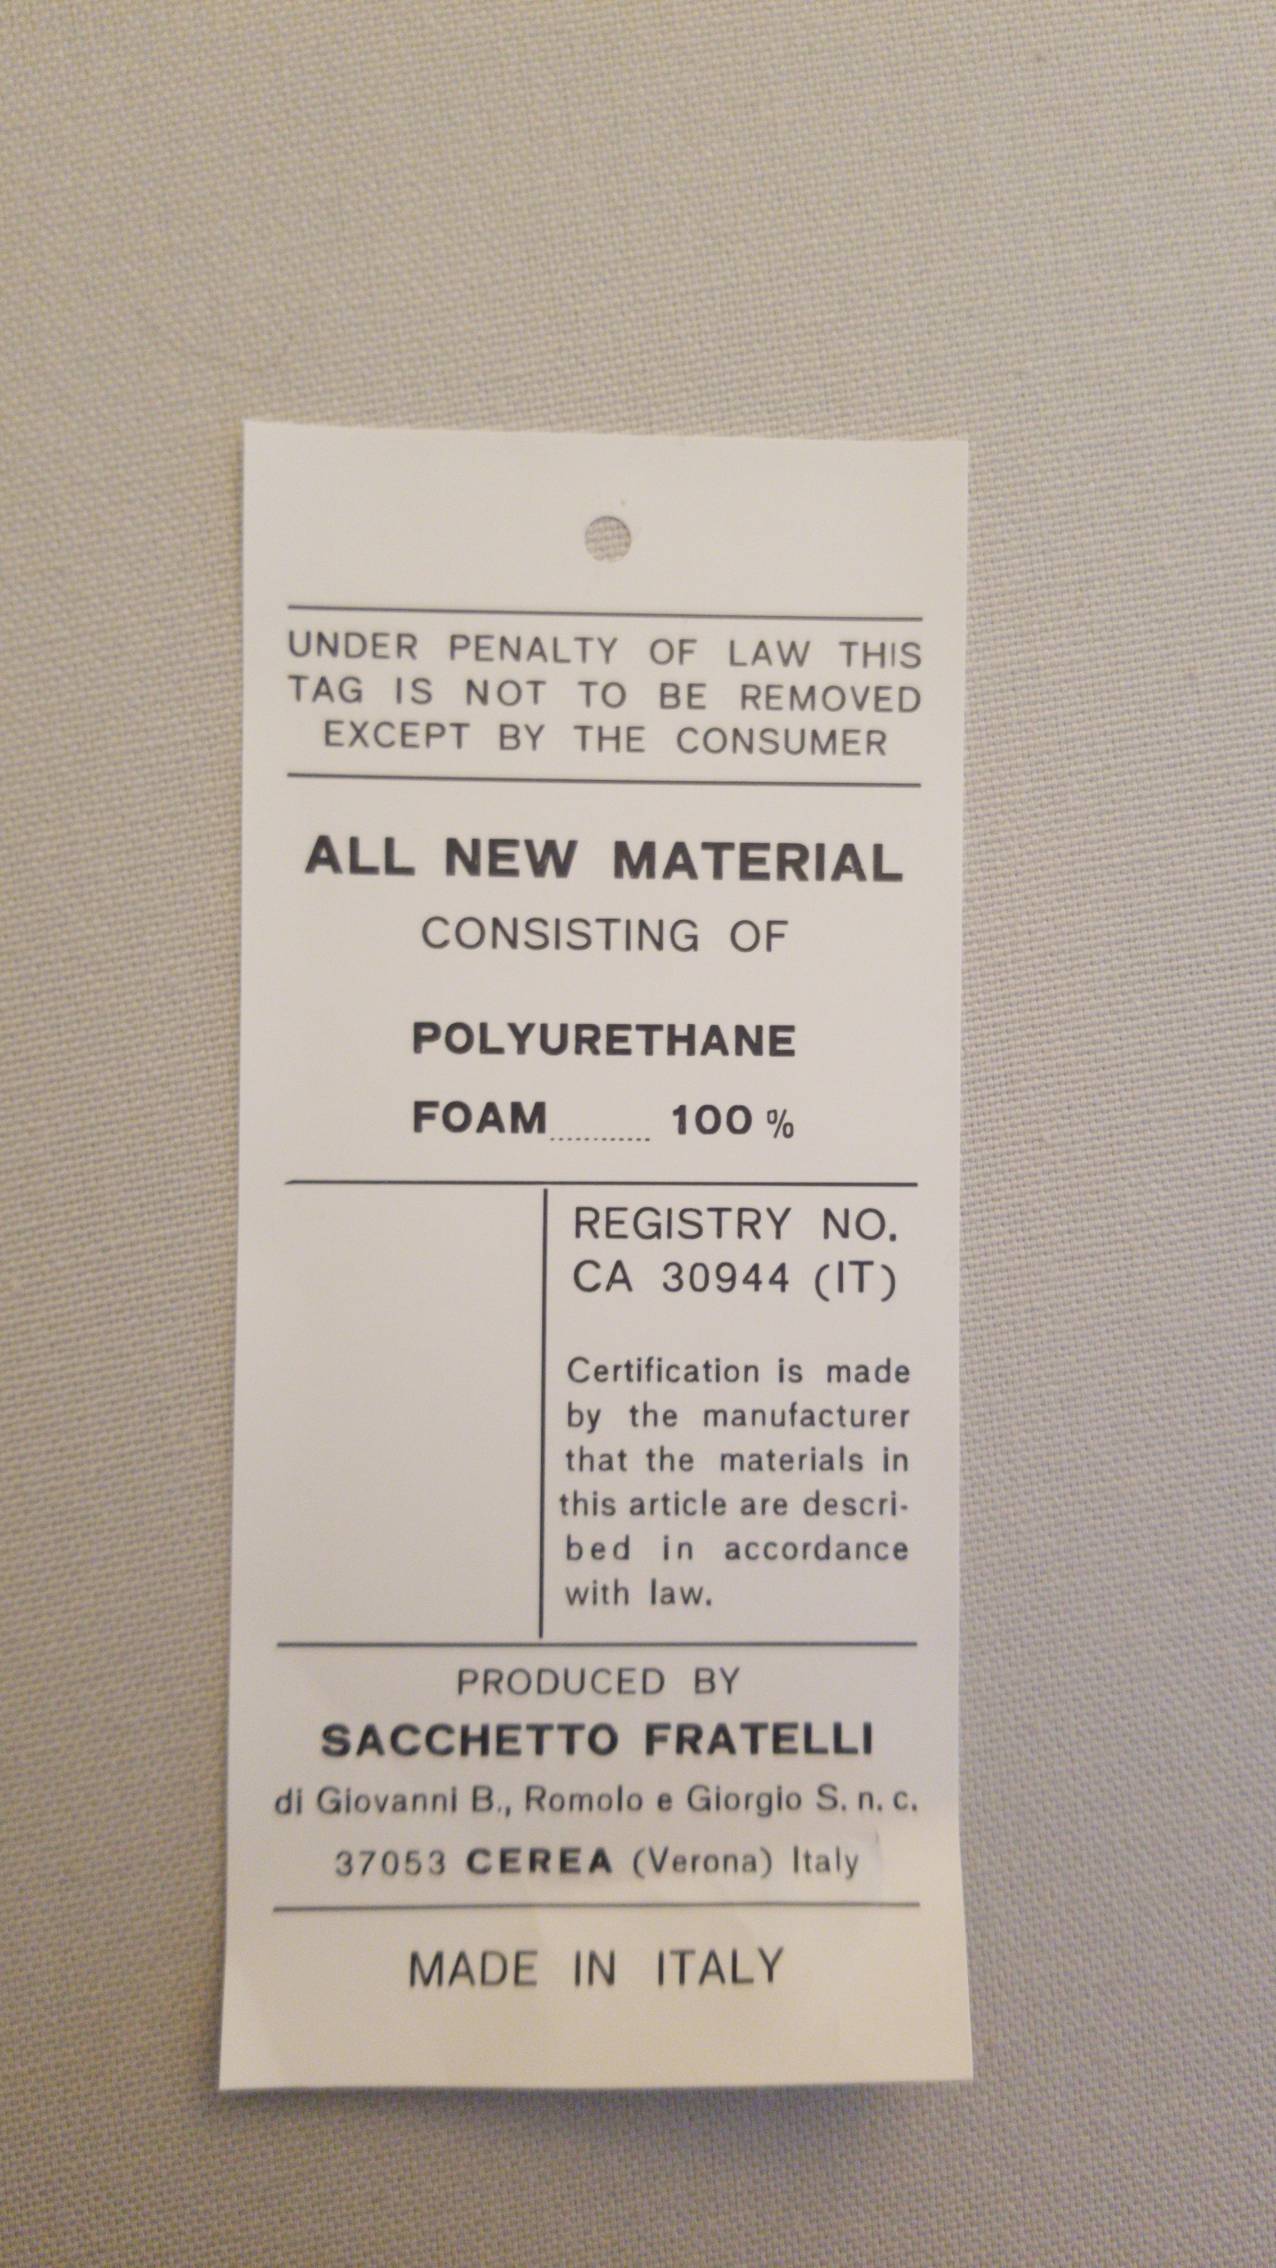 UNDER PENALTY OF LAW THIS
TAG IS NOT TO BE REMOVED
EXCEPT BY THE CONSUMER
ALL NEW MATERIAL
CONSISTING OF
POLYURETHANE
FOAM.......... 100 %
REGISTRY NO.
CA 30944 (IT)
Certification is made
by the manufacturer
that the materials in
this article are descri-
bed in accordance
with law.
PRODUCED BY
SACCHETTO FRATELLI
di Giovanni B., Romolo e Giorgio S. n. c.
37053 CEREA (Verona) Italy
MADE IN ITALY